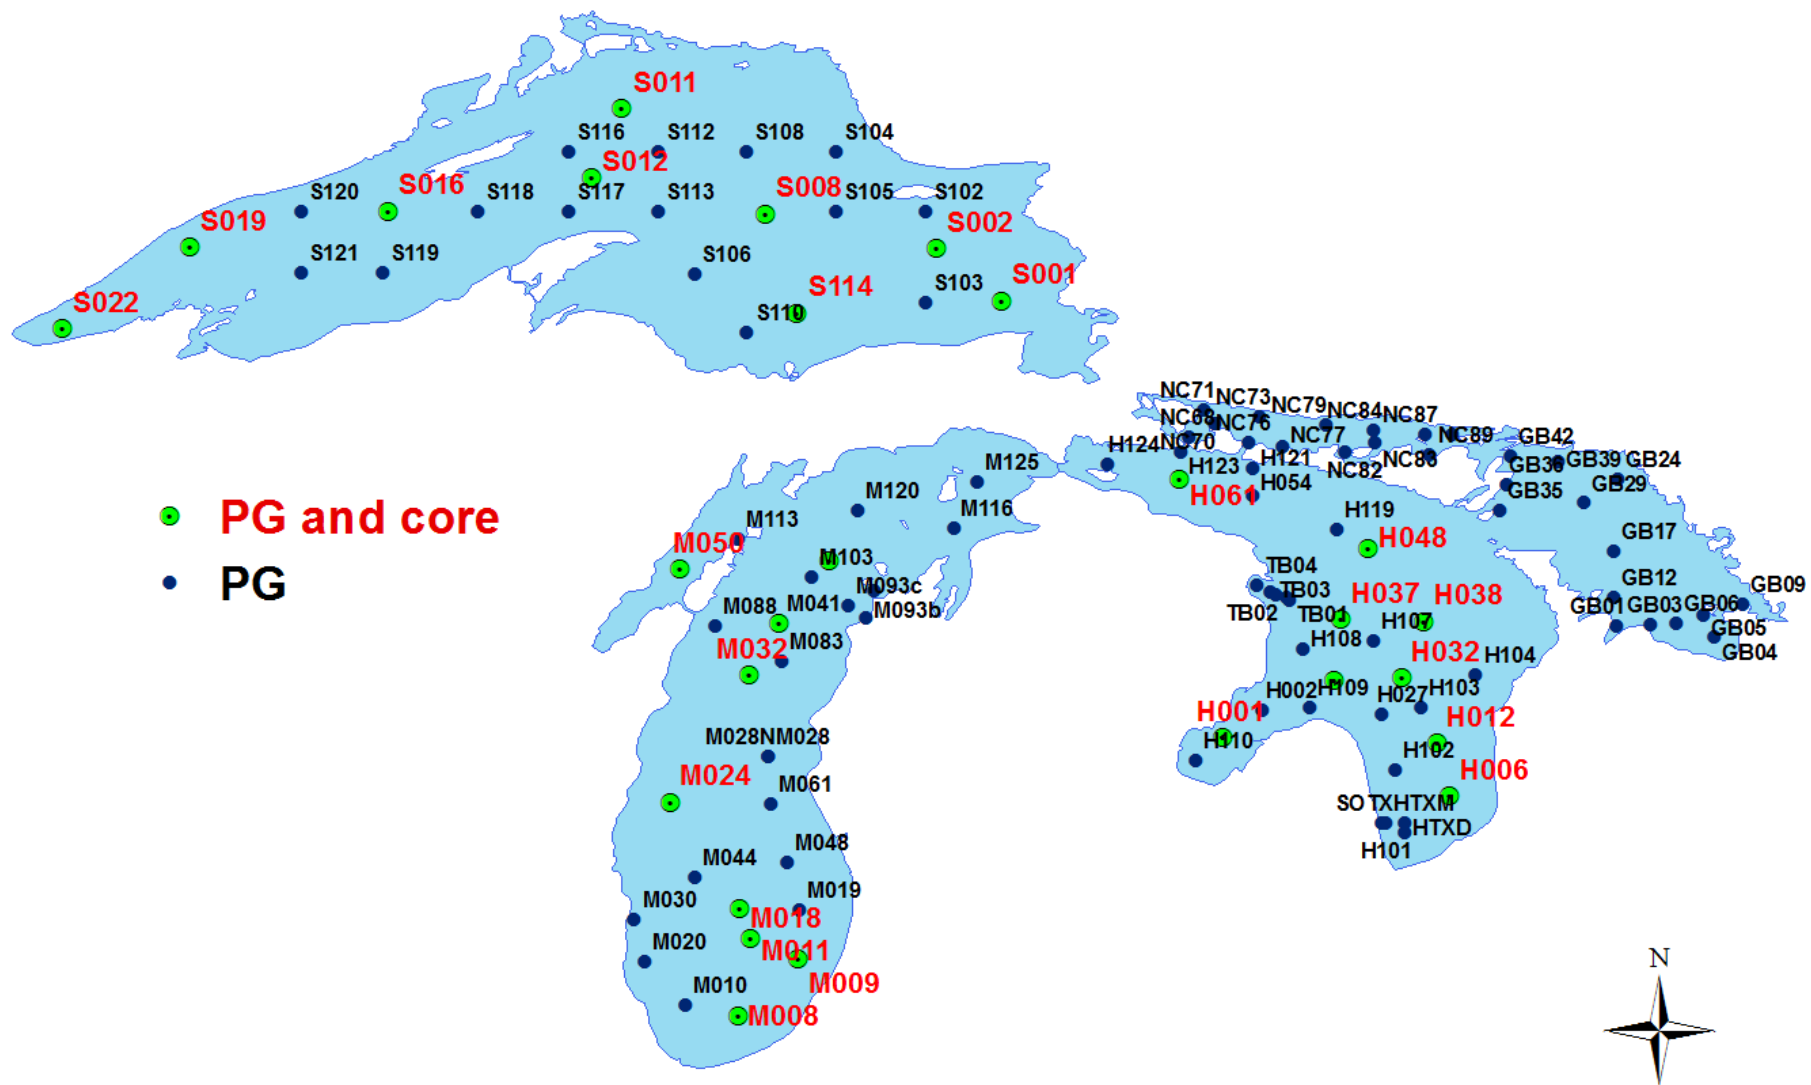 S011
S116 S112 S108 S104
S012
S120 S016 S118 S117 S113 S008 S105 S102
S019 S002
S121 S119 S106
S022 S114 S103 S001
S110
PG and core
PG
NC71 NC73 NC79 NC84 NC87
NC68 NC76 NC77 NC89 GB42
H124 NC70 NC82 NC83
H123 H121 GB36 GB39 GB24
H061 H054 GB35 GB29
M125
M120 M116
M113 H119 H048 GB17
M050
M103 TB04
M093c TB03 H037 H038 GB12 GB09
M088 M041 M093b TB02 TB01 H107 GB01 GB03 GB06
M032 M083 H108 H032 H104 GB05
GB04
H002 H109 H027 H103
H001 H012
M028NM028 H110 H102
M024 M061 H006
SO TXHTXM
HTXD
M044 M048 H101
M030 M019
M018
M020 M011
M010 M009
M008
N